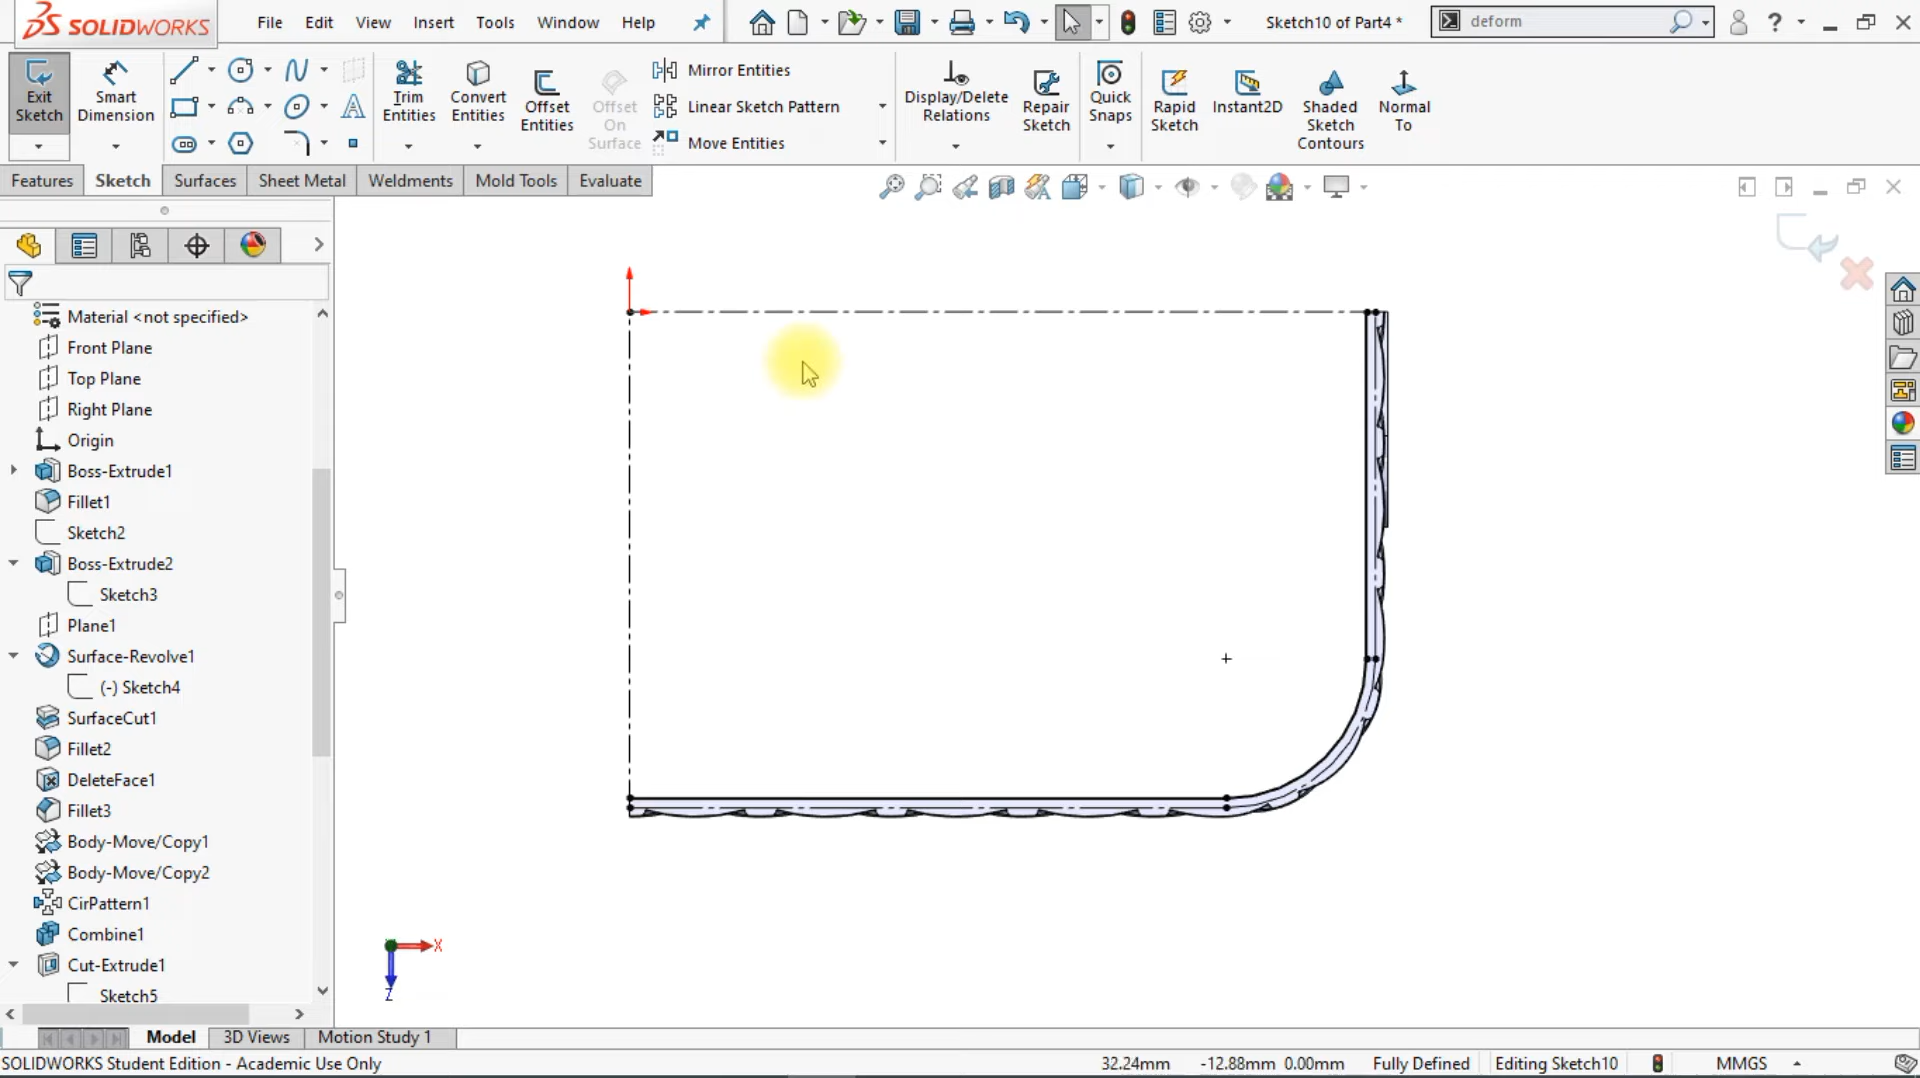 SOLIDWORKS File Edit View Insert Tools Window Help Sketch10 of Part4 * deform ?
Exit Sketch
Smart Dimension
Trim Entities
Convert Entities
Offset Entities
Offset On Surface
Mirror Entities
Linear Sketch Pattern
Move Entities
Display/Delete Relations
Repair Sketch
Quick Snaps
Rapid Sketch
Instant2D
Shaded Sketch Contours
Normal To
Features Sketch Surfaces Sheet Metal Weldments Mold Tools Evaluate
Material <not specified>
Front Plane
Top Plane
Right Plane
Origin
Boss-Extrude1
Fillet1
Sketch2
Boss-Extrude2
Sketch3
Plane1
Surface-Revolve1
(-) Sketch4
SurfaceCut1
Fillet2
DeleteFace1
Fillet3
Body-Move/Copy1
Body-Move/Copy2
CirPattern1
Combine1
Cut-Extrude1
Sketch5
X
Z
Model 3D Views Motion Study 1
SOLIDWORKS Student Edition - Academic Use Only 32.24mm -12.88mm 0.00mm Fully Defined Editing Sketch10 MMGS